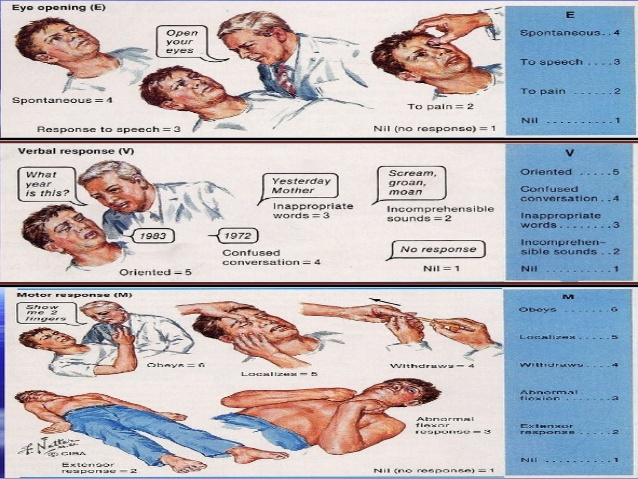 Eye opening (E)
Open
your
eyes
Spontaneous = 4
Response to speech = 3
To pain = 2
Nil (no response) = 1
E
Spontaneous..4
To speech ....3
To pain ......2
Nil ..........1
Verbal response (V)
What
year
is this?
1983
Oriented = 5
1972
Confused
conversation = 4
Yesterday
Mother
Inappropriate
words = 3
Scream,
groan,
moan
Incomprehensible
sounds = 2
No response
Nil = 1
V
Oriented .....5
Confused
conversation ..4
Inappropriate
words........3
Incomprehen-
sible sounds ..2
Nil ..........1
Motor response (M)
Show
me 2
fingers
Obeys = 6
Localizes = 5
Withdraws = 4
Extensor
response = 2
Abnormal
flexor
response = 3
Nil (no response) = 1
F. Netter
M.D.
© CIBA
M
Obeys ........6
Localizes .....5
Withdraws....4
Abnormal
flexion .......3
Extensor
response .....2
Nil ..........1